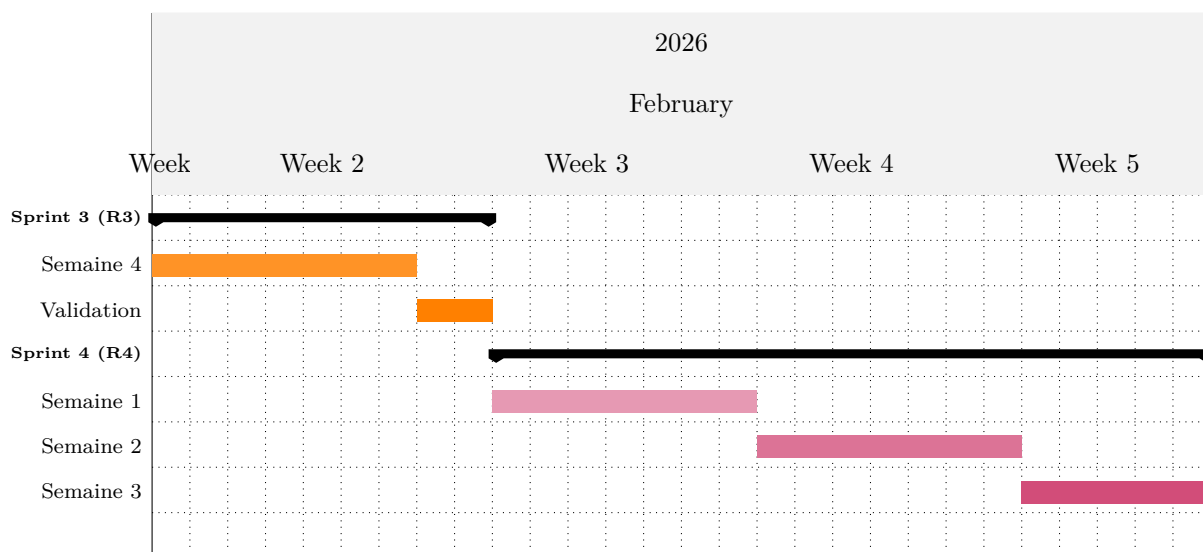 2026
February
Week Week 2 Week 3 Week 4 Week 5
Sprint 3 (R3)
Semaine 4
Validation
Sprint 4 (R4)
Semaine 1
Semaine 2
Semaine 3